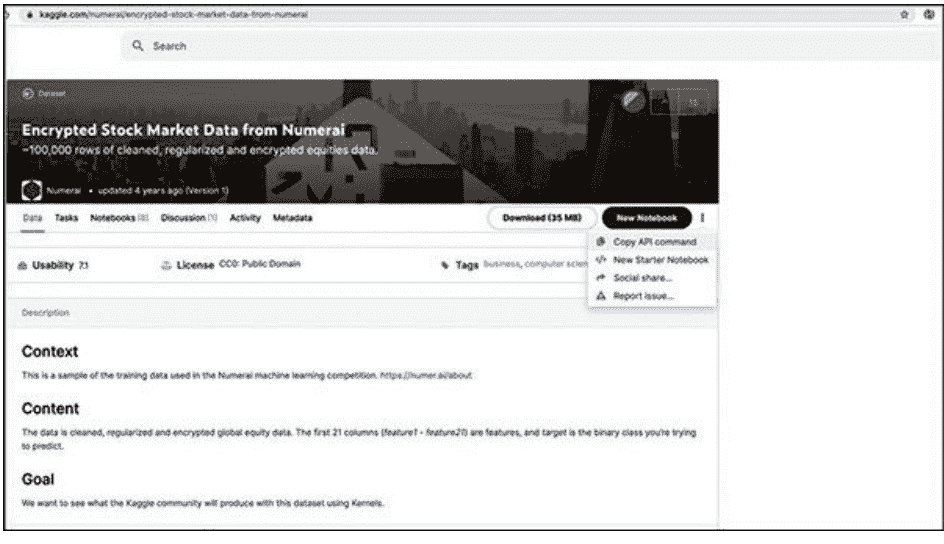 kaggle.com/numerai/encrypted-stock-market-data-from-numerai
Search
Dataset
Encrypted Stock Market Data from Numerai
~100,000 rows of cleaned, regularized and encrypted equities data.
Numerai • updated 4 years ago (Version 1)
Data Tasks Notebooks Discussion (1) Activity Metadata Download (35 MB) New Notebook
Copy API command
Usability 7.1 License CC0: Public Domain Tags business, computer scien
New Starter Notebook
Social share...
Report issue...
Description
Context
This is a sample of the training data used in the Numerai machine learning competition. https://numer.ai/about
Content
The data is cleaned, regularized and encrypted global equity data. The first 21 columns (feature1 - feature21) are features, and target is the binary class you're trying
to predict.
Goal
We want to see what the Kaggle community will produce with this dataset using Kernels.